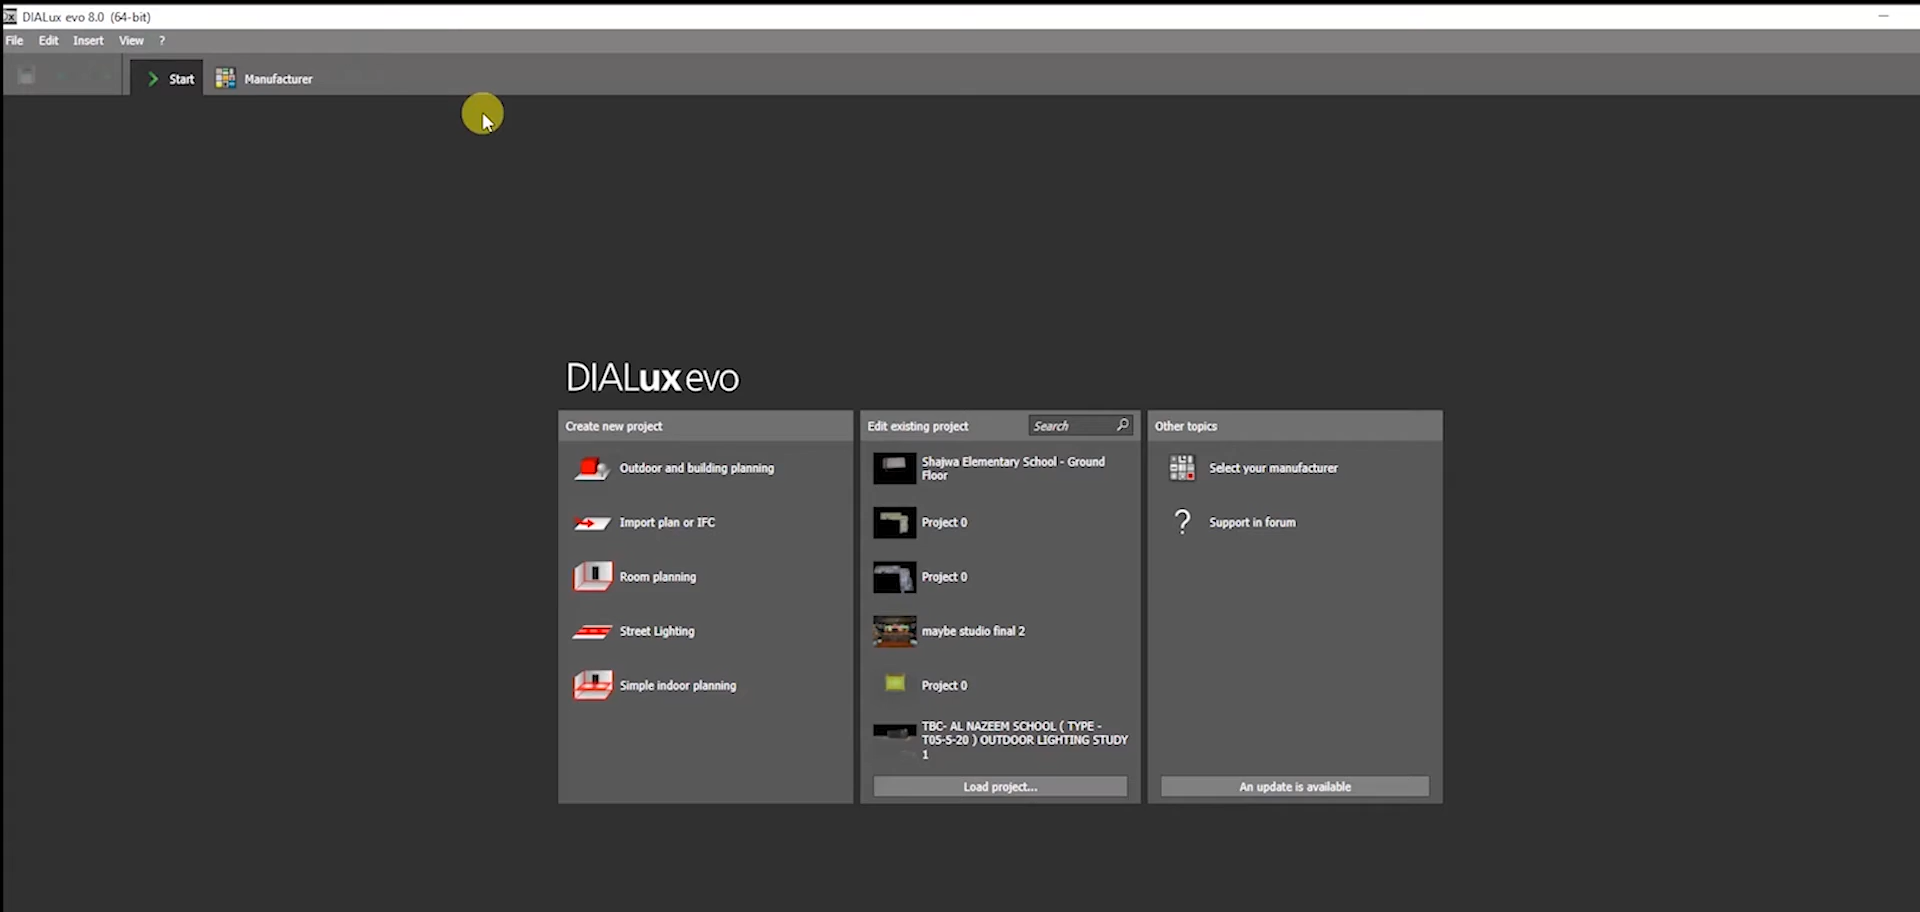 DIALux evo 8.0 (64-bit)
File Edit Insert View ?
Start Manufacturer
DIALux evo
Create new project
Outdoor and building planning
Import plan or IFC
Room planning
Street Lighting
Simple indoor planning
Edit existing project Search
Shajwa Elementary School - Ground
Floor
Project 0
Project 0
maybe studio final 2
Project 0
TBC- AL NAZEEM SCHOOL ( TYPE -
T05-5-20 ) OUTDOOR LIGHTING STUDY
1
Load project...
Other topics
Select your manufacturer
? Support in forum
An update is available